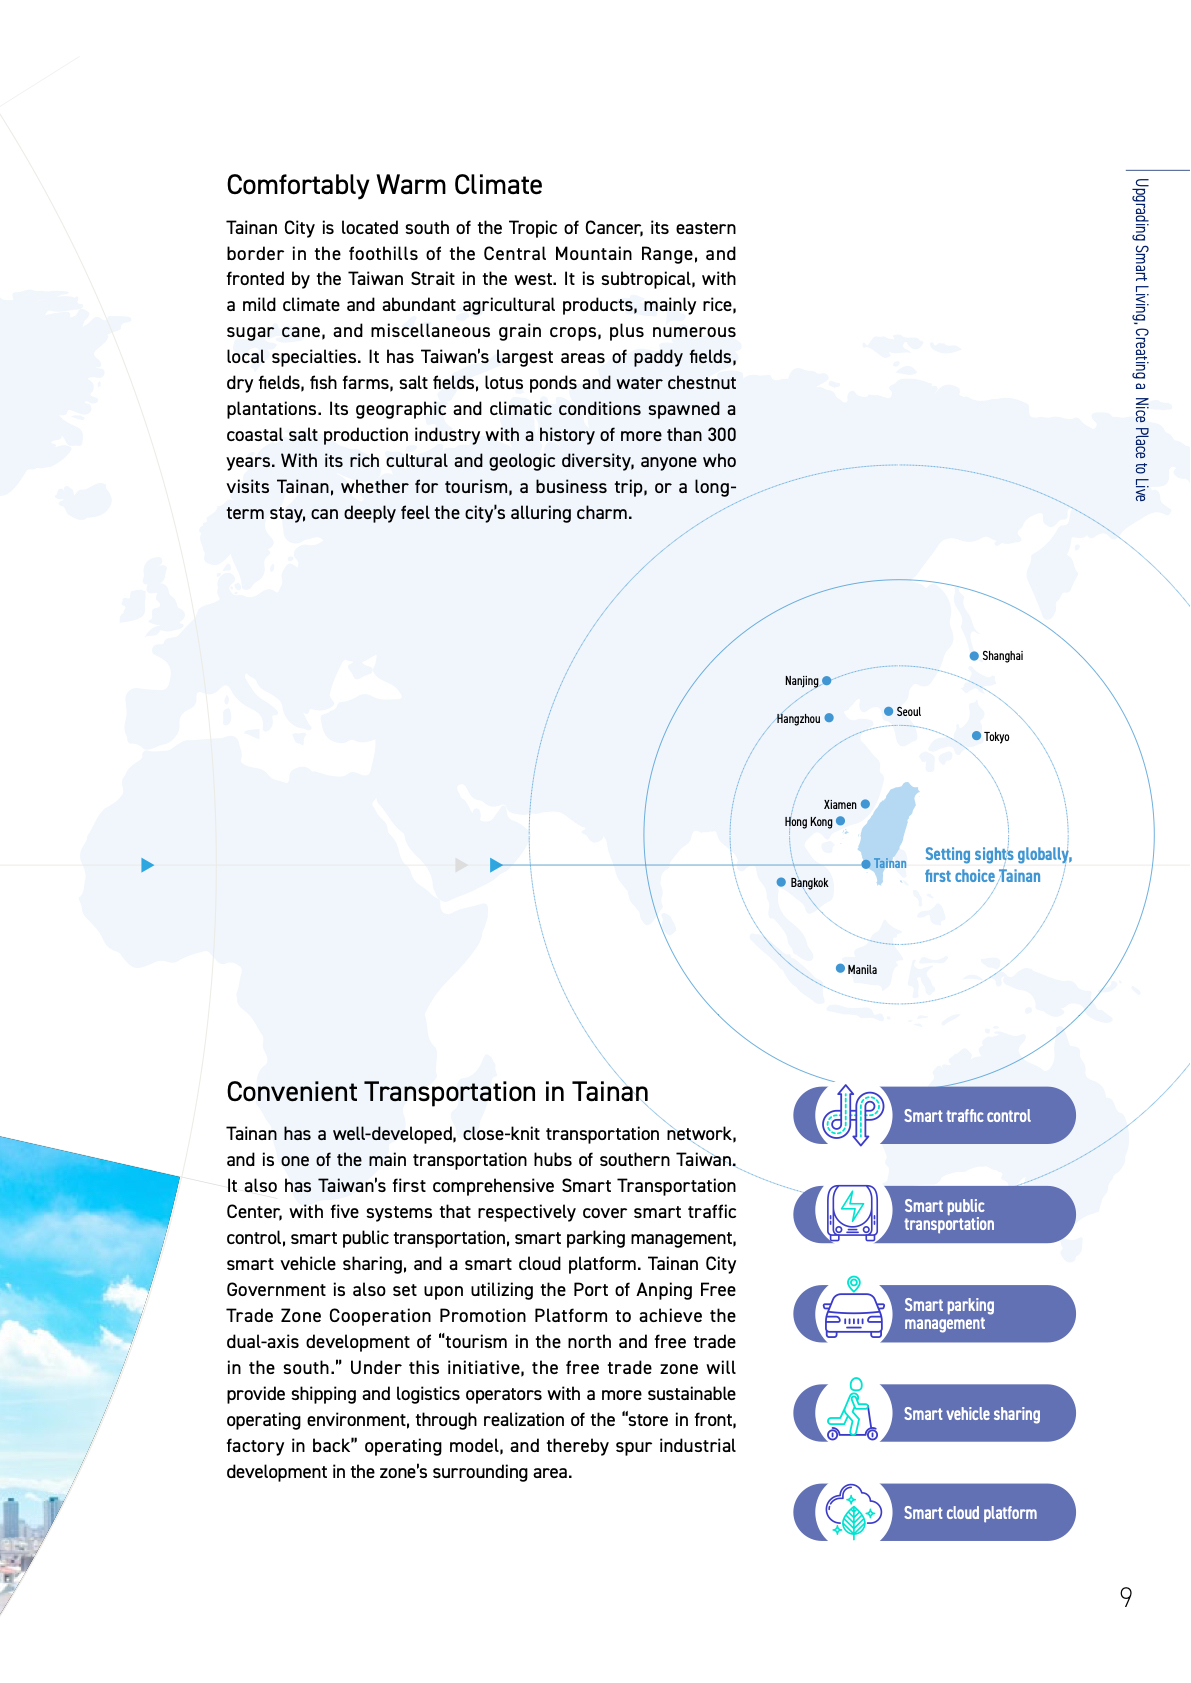 Comfortably Warm Climate
Tainan City is located south of the Tropic of Cancer, its eastern
border in the foothills of the Central Mountain Range, and
fronted by the Taiwan Strait in the west. It is subtropical, with
a mild climate and abundant agricultural products, mainly rice,
sugar cane, and miscellaneous grain crops, plus numerous
local specialties. It has Taiwan's largest areas of paddy fields,
dry fields, fish farms, salt fields, lotus ponds and water chestnut
plantations. Its geographic and climatic conditions spawned a
coastal salt production industry with a history of more than 300
years. With its rich cultural and geologic diversity, anyone who
visits Tainan, whether for tourism, a business trip, or a long-
term stay, can deeply feel the city's alluring charm.
Upgrading Smart Living, Creating a Nice Place to Live
Shanghai
Nanjing
Seoul
Hangzhou
Tokyo
Xiamen
Hong Kong
Tainan
Setting sights globally,
first choice Tainan
Bangkok
Manila
Convenient Transportation in Tainan
Tainan has a well-developed, close-knit transportation network,
and is one of the main transportation hubs of southern Taiwan.
It also has Taiwan's first comprehensive Smart Transportation
Center, with five systems that respectively cover smart traffic
control, smart public transportation, smart parking management,
smart vehicle sharing, and a smart cloud platform. Tainan City
Government is also set upon utilizing the Port of Anping Free
Trade Zone Cooperation Promotion Platform to achieve the
dual-axis development of “tourism in the north and free trade
in the south.” Under this initiative, the free trade zone will
provide shipping and logistics operators with a more sustainable
operating environment, through realization of the “store in front,
factory in back” operating model, and thereby spur industrial
development in the zone's surrounding area.
Smart traffic control
Smart public
transportation
Smart parking
management
Smart vehicle sharing
Smart cloud platform
9